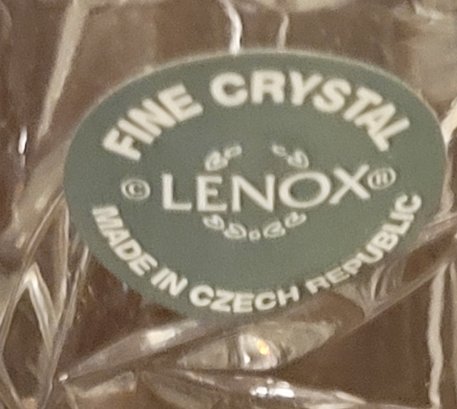 FINE CRYSTAL
© LENOX®
MADE IN CZECH REPUBLIC